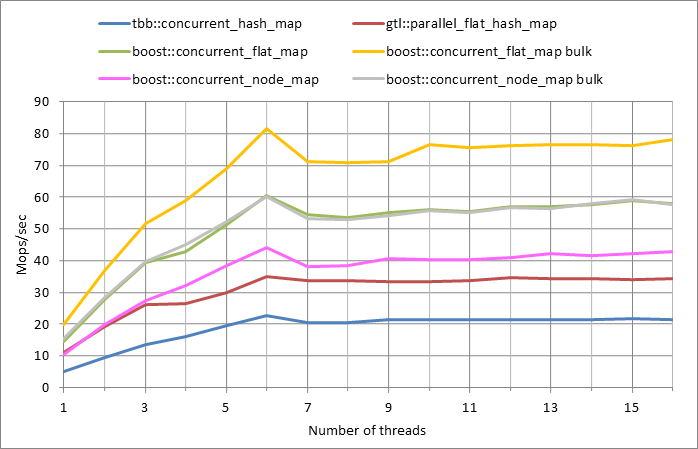 tbb::concurrent_hash_map gtl::parallel_flat_hash_map
boost::concurrent_flat_map boost::concurrent_flat_map bulk
boost::concurrent_node_map boost::concurrent_node_map bulk
90
80
70
60
50
40
30
20
10
0
Mops/sec
1 3 5 7 9 11 13 15
Number of threads